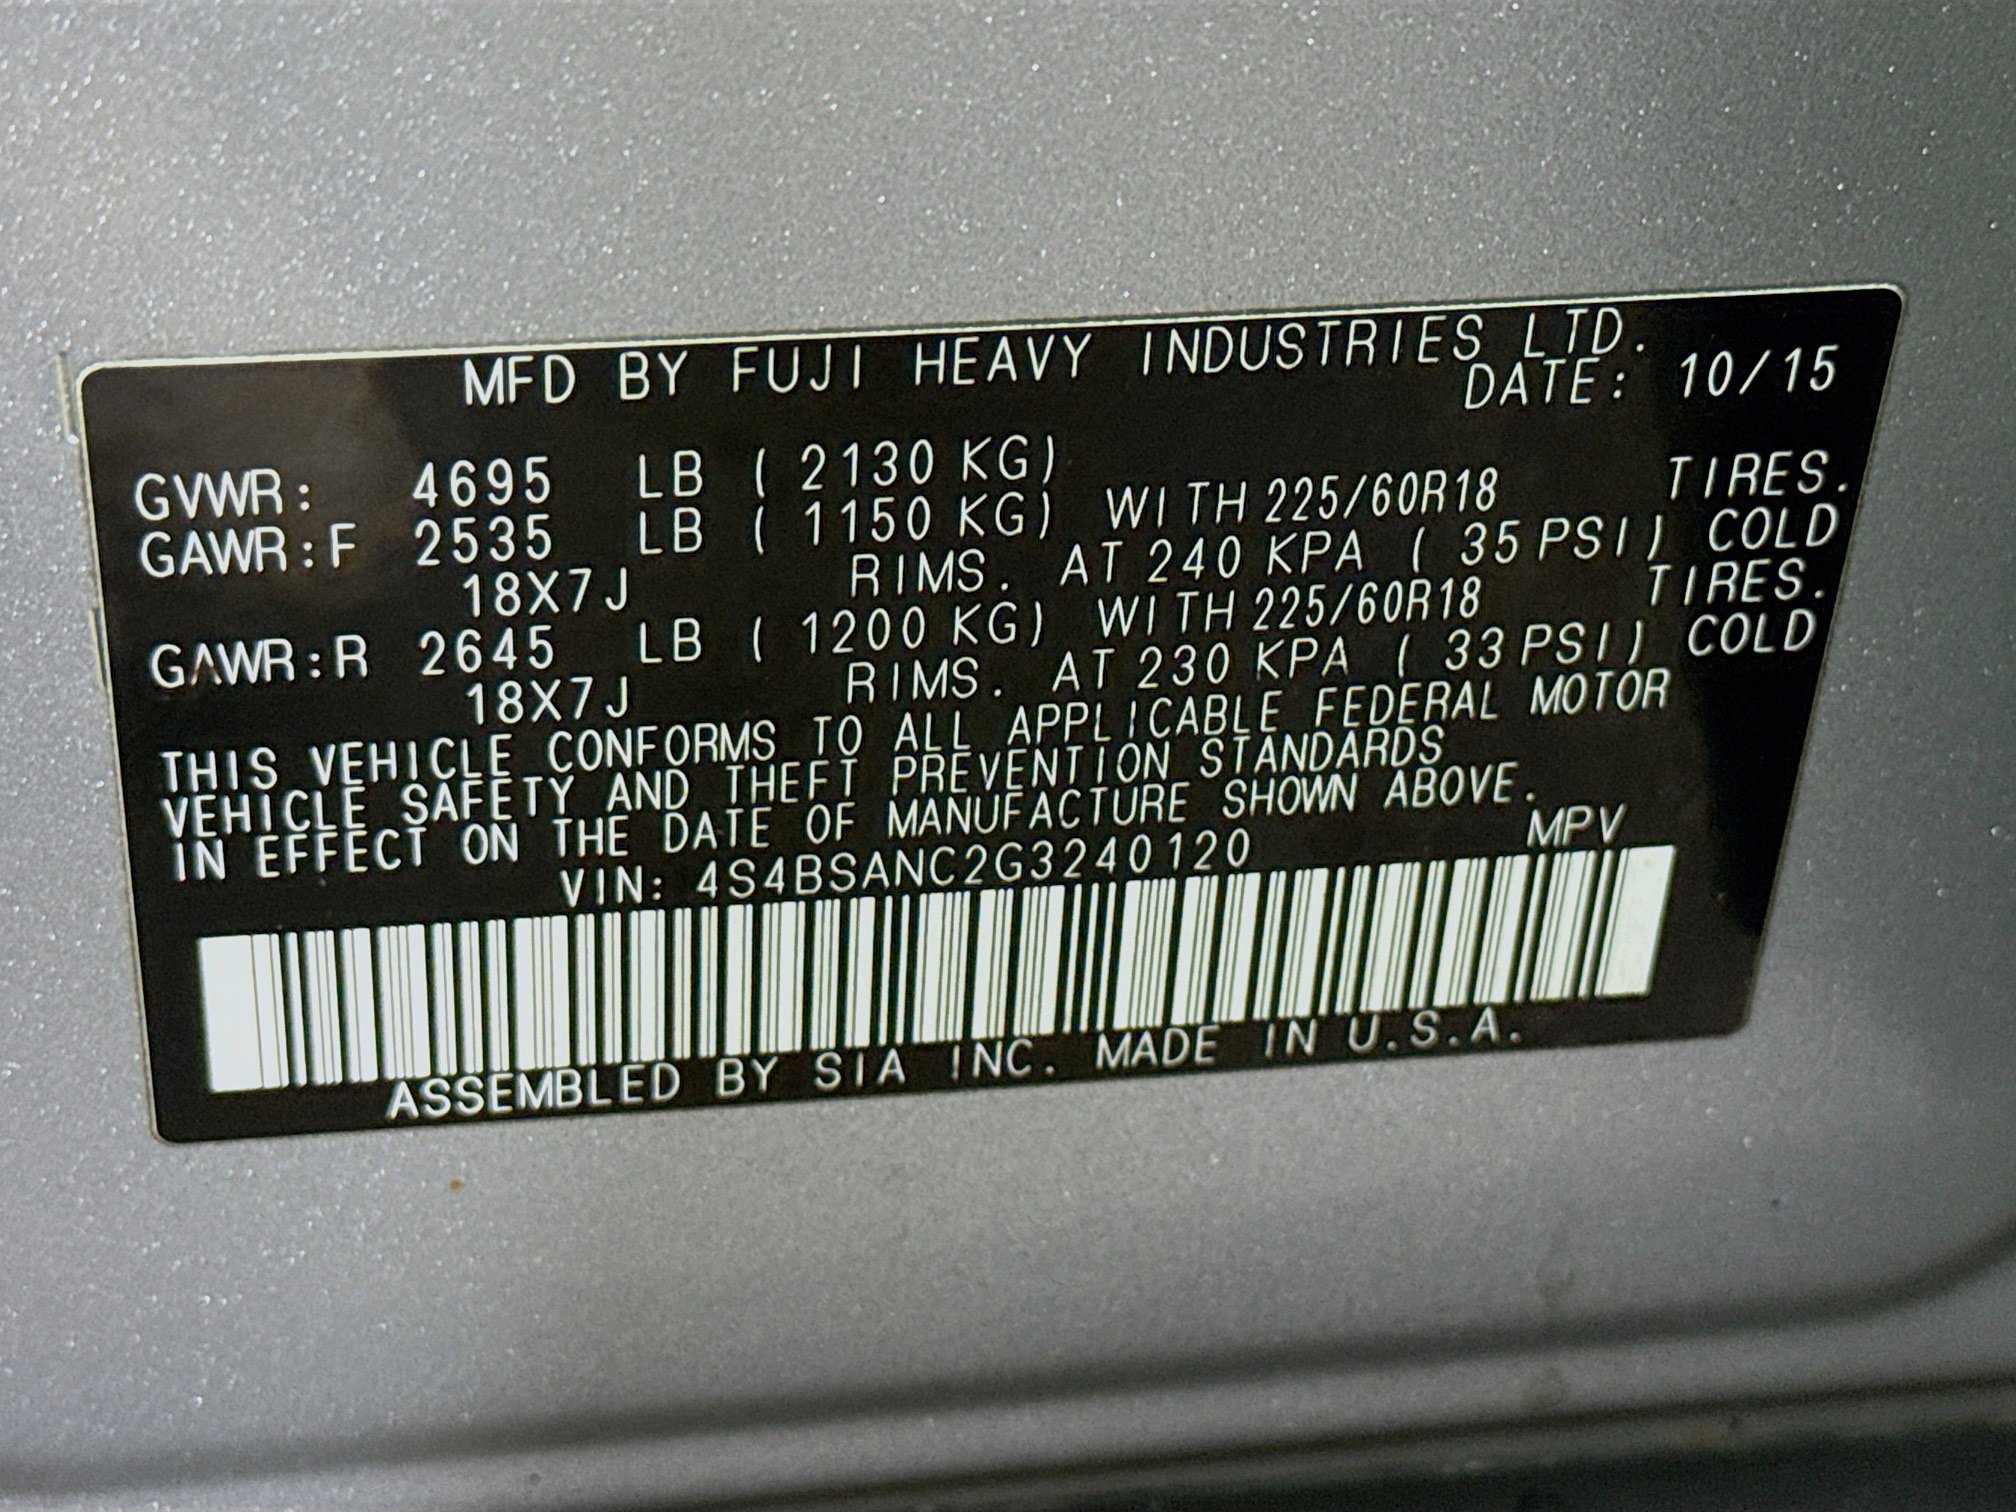 MFD BY FUJI HEAVY INDUSTRIES LTD.
DATE: 10/15
GVWR: 4695 LB ( 2130 KG)
GAWR:F 2535 LB ( 1150 KG) WITH 225/60R18 TIRES.
18X7J RIMS. AT 240 KPA ( 35 PSI) COLD
GAWR:R 2645 LB ( 1200 KG) WITH 225/60R18 TIRES.
18X7J RIMS. AT 230 KPA ( 33 PSI) COLD
THIS VEHICLE CONFORMS TO ALL APPLICABLE FEDERAL MOTOR
VEHICLE SAFETY AND THEFT PREVENTION STANDARDS
IN EFFECT ON THE DATE OF MANUFACTURE SHOWN ABOVE.
VIN: 4S4BSANC2G3240120 MPV
ASSEMBLED BY SIA INC. MADE IN U.S.A.